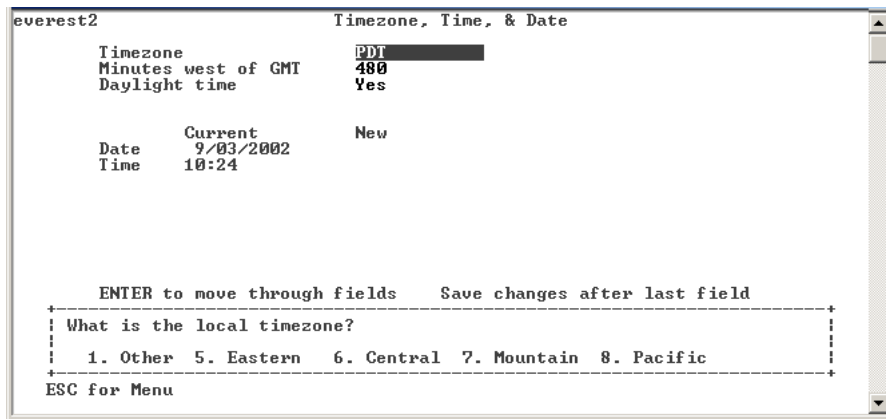 everest2 Timezone, Time, & Date
Timezone PDT
Minutes west of GMT 480
Daylight time Yes
Current New
Date 9/03/2002
Time 10:24
ENTER to move through fields Save changes after last field
What is the local timezone?
1. Other 5. Eastern 6. Central 7. Mountain 8. Pacific
ESC for Menu